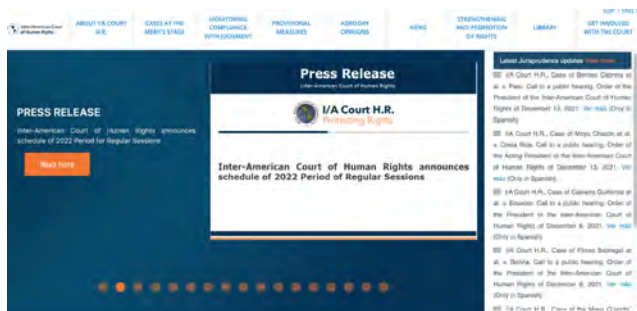 Inter-American Court
of Human Rights
ABOUT I/A COURT
H.R.
CASES AT THE
MERITS STAGE
MONITORING
COMPLIANCE
WITH JUDGMENT
PROVISIONAL
MEASURES
ADVISORY
OPINIONS
NEWS
STRENGTHENING
AND PROMOTION
OF RIGHTS
LIBRARY
GET INVOLVED
WITH THE COURT
PRESS RELEASE
Inter-American Court of Human Rights announces
schedule of 2022 Period for Regular Sessions
Read More
Press Release
Inter-American Court of Human Rights
I/A Court H.R.
Protecting Rights
Inter-American Court of Human Rights announces
schedule of 2022 Period of Regular Sessions
Latest Jurisprudence updates
I/A Court H.R., Case of Benites Cabrera et
al. v. Peru. Call to a public hearing. Order of the
President of the Inter-American Court of Human
Rights of December 13, 2021. Ver más (Only in
Spanish)
I/A Court H.R., Case of Moya Chacón et al.
v. Costa Rica. Call to a public hearing. Order of
the Acting President of the Inter-American Court
of Human Rights of December 13, 2021. Ver
más (Only in Spanish)
I/A Court H.R., Case of et
al. v. Ecuador. Call to a public hearing. Order of
the President of the Inter-American Court of
Human Rights of December 8, 2021. Ver más
(Only in Spanish)
I/A Court H.R., Case of Flores Bedregal et
al. v. Bolivia. Call to a public hearing. Order of
the President of the Inter-American Court of
Human Rights of December 8, 2021. Ver más
(Only in Spanish)
I/A Court H.R., Case of the Maya